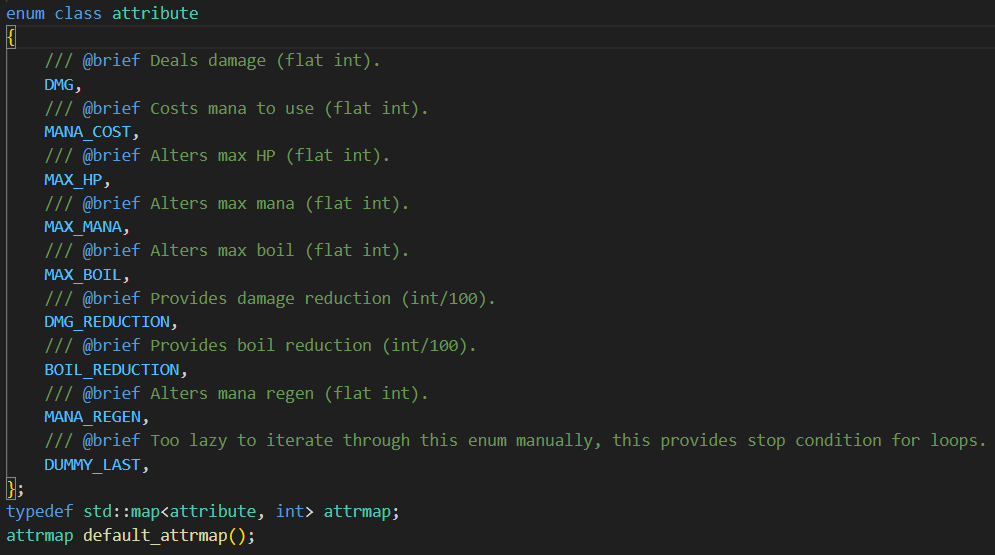 enum class attribute
{
    /// @brief Deals damage (flat int).
    DMG,
    /// @brief Costs mana to use (flat int).
    MANA_COST,
    /// @brief Alters max HP (flat int).
    MAX_HP,
    /// @brief Alters max mana (flat int).
    MAX_MANA,
    /// @brief Alters max boil (flat int).
    MAX_BOIL,
    /// @brief Provides damage reduction (int/100).
    DMG_REDUCTION,
    /// @brief Provides boil reduction (int/100).
    BOIL_REDUCTION,
    /// @brief Alters mana regen (flat int).
    MANA_REGEN,
    /// @brief Too lazy to iterate through this enum manually, this provides stop condition for loops.
    DUMMY_LAST,
};
typedef std::map<attribute, int> attrmap;
attrmap default_attrmap();